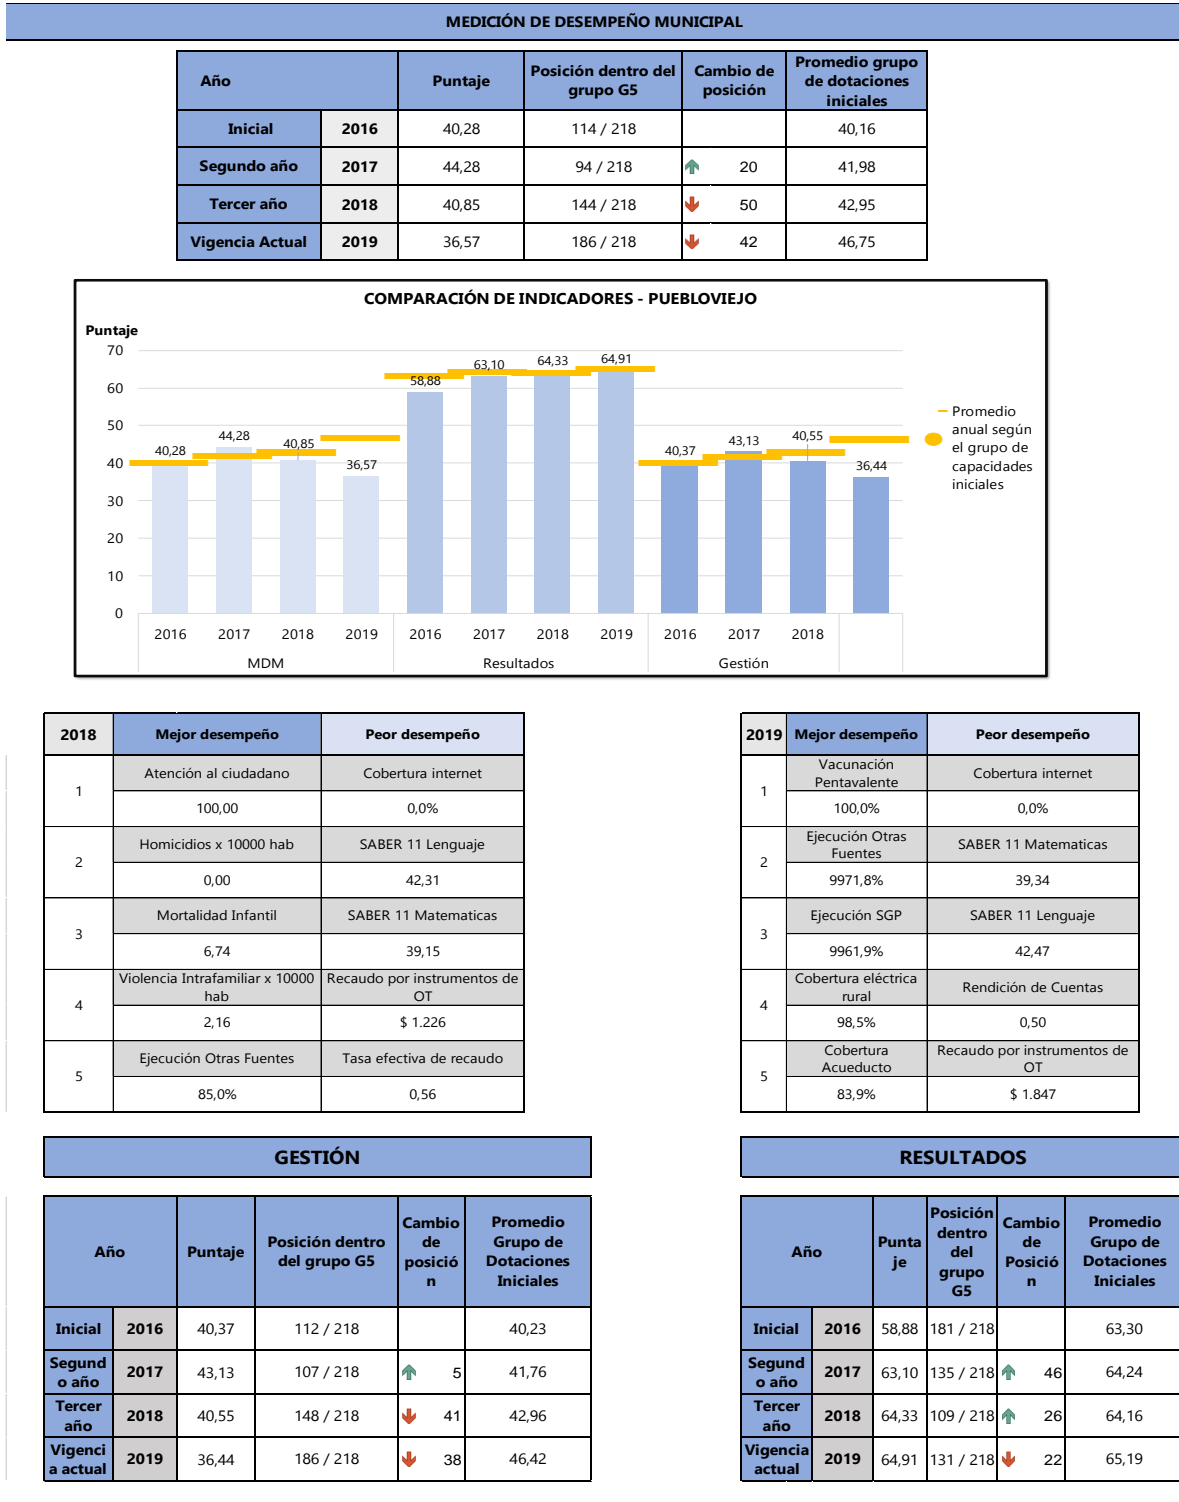 MEDICIÓN DE DESEMPEÑO MUNICIPAL
Año Puntaje Posición dentro del grupo G5 Cambio de posición Promedio grupo de dotaciones iniciales
Inicial 2016 40,28 114 / 218 40,16
Segundo año 2017 44,28 94 / 218 20 41,98
Tercer año 2018 40,85 144 / 218 50 42,95
Vigencia Actual 2019 36,57 186 / 218 42 46,75
COMPARACIÓN DE INDICADORES - PUEBLOVIEJO
Puntaje
70
60
50
40
30
20
10
0
40,28 44,28 40,85 36,57 58,88 63,10 64,33 64,91 40,37 43,13 40,55 36,44
2016 2017 2018 2019 2016 2017 2018 2019 2016 2017 2018
MDM Resultados Gestión
Promedio
anual según
el grupo de
capacidades
iniciales
2018 Mejor desempeño Peor desempeño
1 Atención al ciudadano Cobertura internet
100,00 0,0%
2 Homicidios x 10000 hab SABER 11 Lenguaje
0,00 42,31
3 Mortalidad Infantil SABER 11 Matematicas
6,74 39,15
4 Violencia Intrafamiliar x 10000 hab Recaudo por instrumentos de OT
2,16 $ 1.226
5 Ejecución Otras Fuentes Tasa efectiva de recaudo
85,0% 0,56
2019 Mejor desempeño Peor desempeño
1 Vacunación Pentavalente Cobertura internet
100,0% 0,0%
2 Ejecución Otras Fuentes SABER 11 Matematicas
9971,8% 39,34
3 Ejecución SGP SABER 11 Lenguaje
9961,9% 42,47
4 Cobertura eléctrica rural Rendición de Cuentas
98,5% 0,50
5 Cobertura Acueducto Recaudo por instrumentos de OT
83,9% $ 1.847
GESTIÓN
Año Puntaje Posición dentro del grupo G5 Cambio de posición Promedio Grupo de Dotaciones Iniciales
Inicial 2016 40,37 112 / 218 40,23
Segundo año 2017 43,13 107 / 218 5 41,76
Tercer año 2018 40,55 148 / 218 41 42,96
Vigencia actual 2019 36,44 186 / 218 38 46,42
RESULTADOS
Año Puntaje Posición dentro del grupo G5 Cambio de Posición Promedio Grupo de Dotaciones Iniciales
Inicial 2016 58,88 181 / 218 63,30
Segundo año 2017 63,10 135 / 218 46 64,24
Tercer año 2018 64,33 109 / 218 26 64,16
Vigencia actual 2019 64,91 131 / 218 22 65,19